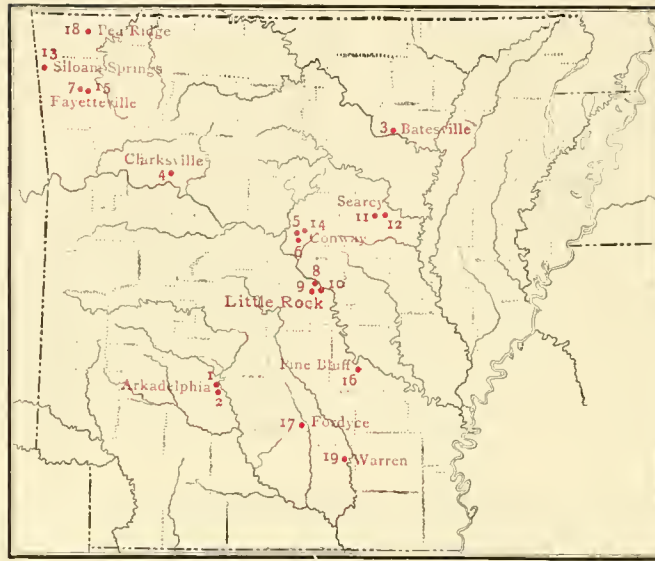 18 Pea Ridge
13
Siloam Springs
7 15
Fayetteville
3 Batesville
Clarksville
4
Searcy
11 12
5 14
Conway
6
8
9 10
Little Rock
Pine Bluff
16
1
Arkadelphia
2
17 Fordyce
19 Warren